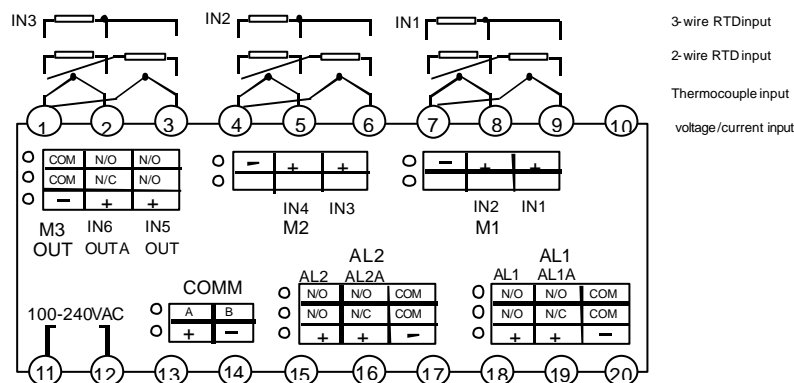 IN3 IN2 IN1 3-wire RTD input
2-wire RTD input
Thermocouple input
voltage/current input
1 2 3 4 5 6 7 8 9 10
COM N/O N/O
COM N/C N/O
− + +
− + +
− + +
M3 IN6 IN5
OUT OUTA OUT
IN4 IN3
M2
IN2 IN1
M1
AL2
AL2 AL2A
N/O N/O COM
N/O N/C COM
+ + −
AL1
AL1 AL1A
N/O N/O COM
N/O N/C COM
+ + −
COMM
A B
+ −
100-240VAC
11 12 13 14 15 16 17 18 19 20